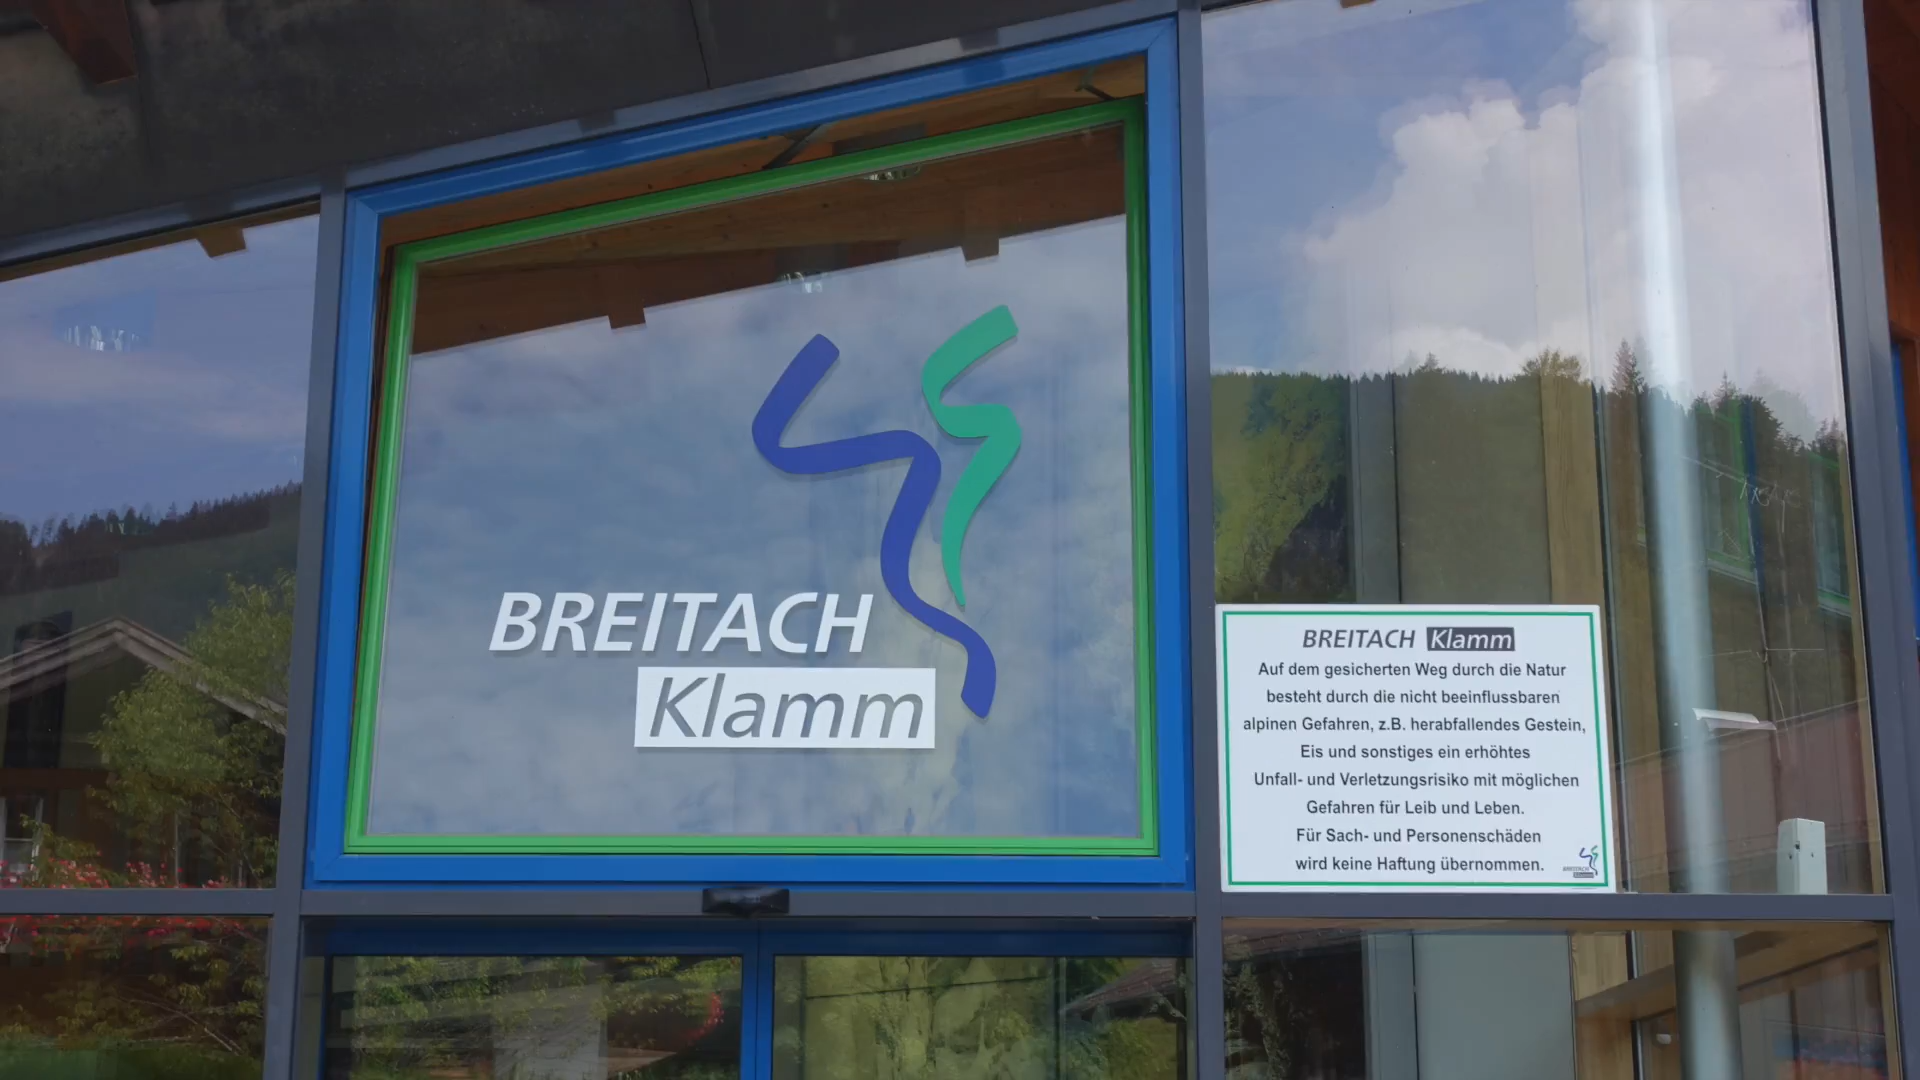 BREITACH
Klamm
BREITACH Klamm
Auf dem gesicherten Weg durch die Natur
besteht durch die nicht beeinflussbaren
alpinen Gefahren, z.B. herabfallendes Gestein,
Eis und sonstiges ein erhöhtes
Unfall- und Verletzungsrisiko mit möglichen
Gefahren für Leib und Leben.
Für Sach- und Personenschäden
wird keine Haftung übernommen.
BREITACH